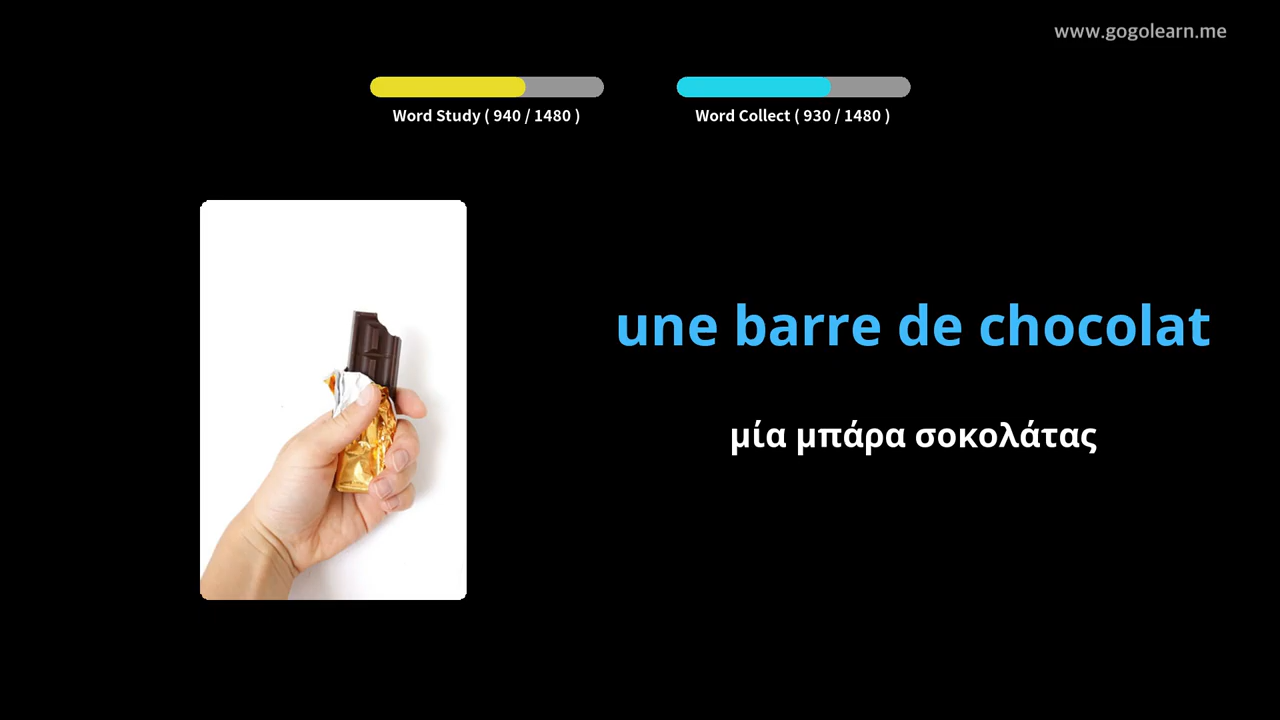 www.gogolearn.me
Word Study ( 940 / 1480 )
Word Collect ( 930 / 1480 )
une barre de chocolat
μία μπάρα σοκολάτας